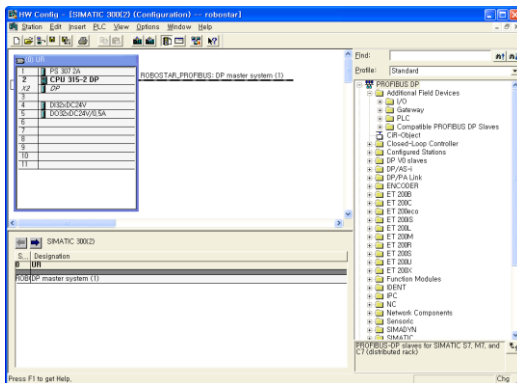 HW Config - [SIMATIC 300(2) (Configuration) -- robostar]
Station Edit Insert PLC View Options Window Help
(0) UR
1 PS 307 2A
2 CPU 315-2 DP
X2 DP
3
4 DI32xDC24V
5 DO32xDC24V/0,5A
6
7
8
9
10
11
ROBOSTAR_PROFIBUS: DP master system (1)
SIMATIC 300(2)
S... Designation
0 UR
ROB(DP master system (1)
Find:
Profile: Standard
PROFIBUS DP
Additional Field Devices
I/O
Gateway
PLC
Compatible PROFIBUS DP Slaves
CiR-Object
Closed-Loop Controller
Configured Stations
DP V0 slaves
DP/AS-i
DP/PA Link
ENCODER
ET 200B
ET 200C
ET 200eco
ET 200iS
ET 200L
ET 200M
ET 200R
ET 200S
ET 200U
ET 200X
Function Modules
IDENT
IPC
NC
Network Components
Sensoric
SIMADYN
SIMATIC
PROFIBUS-DP slaves for SIMATIC S7, M7, and
C7 (distributed rack)
Press F1 to get Help.
Chg